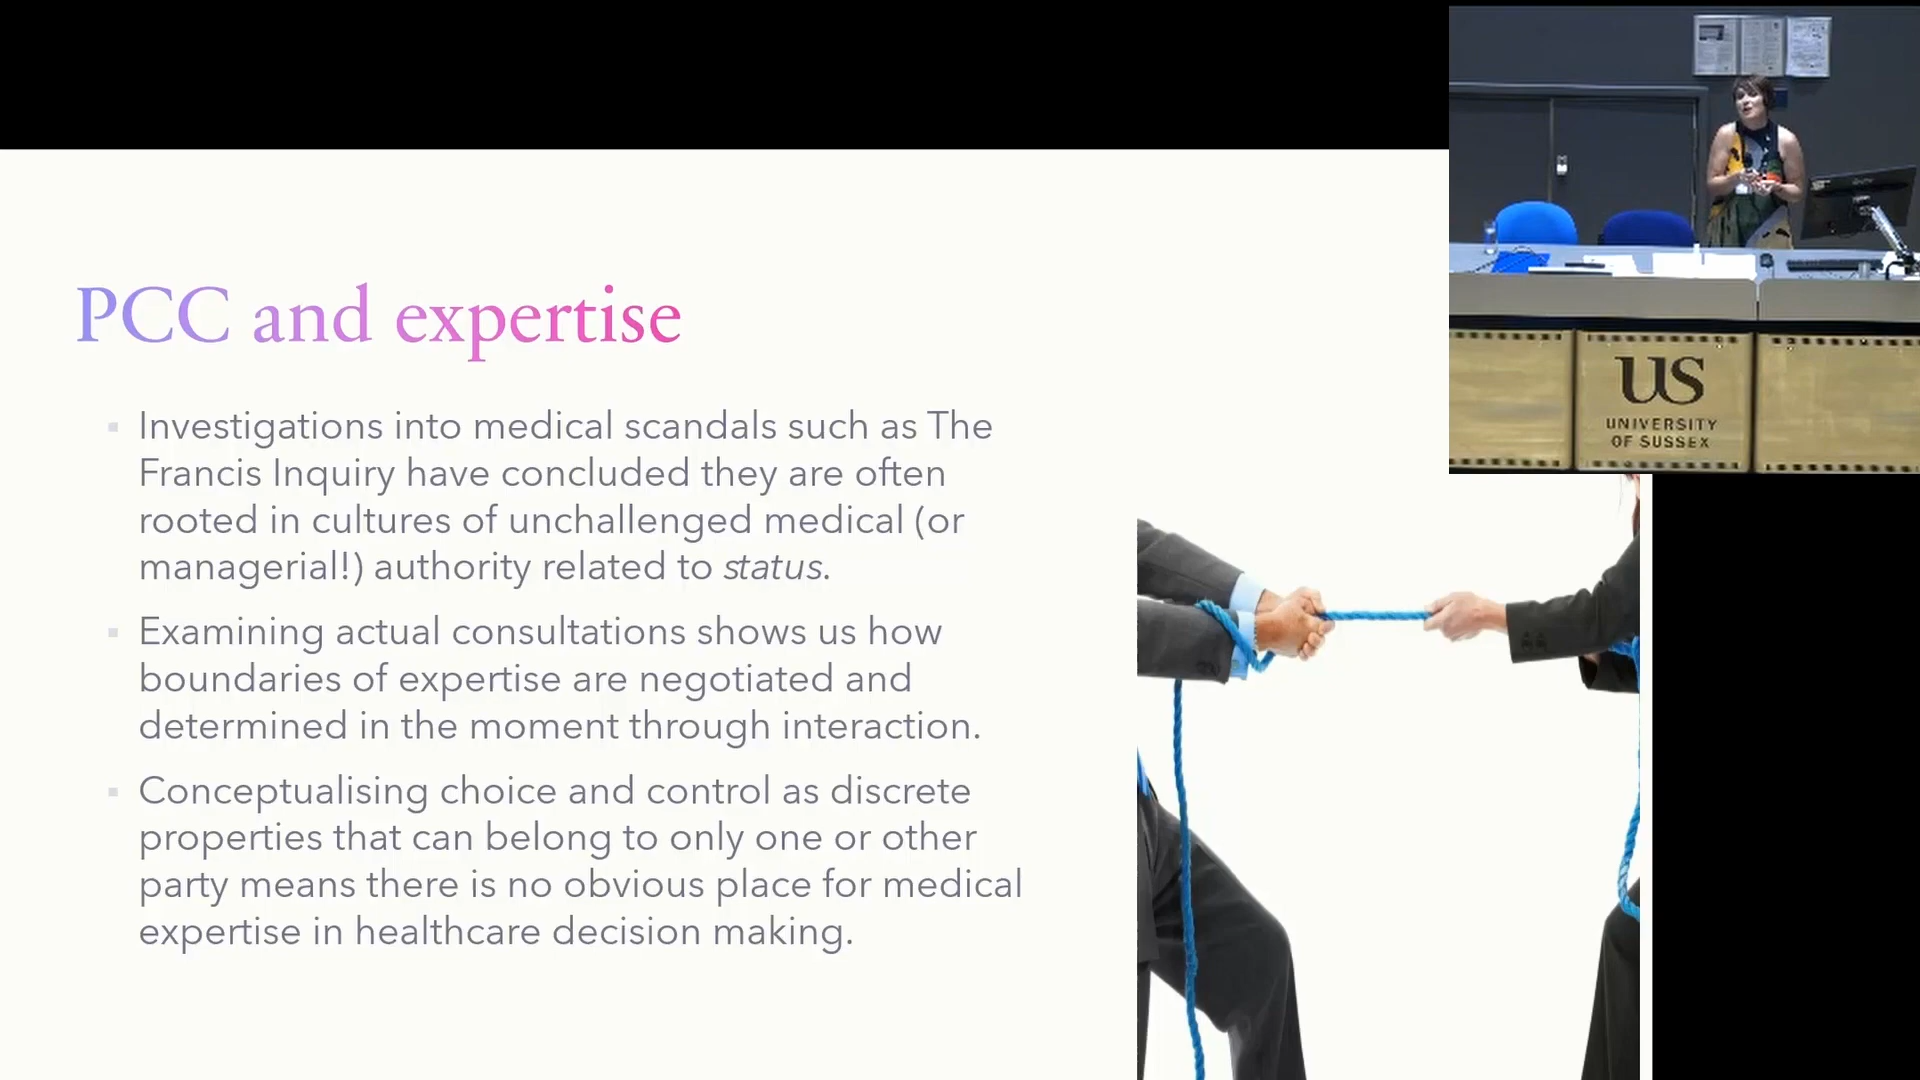 PCC and expertise
Investigations into medical scandals such as The
Francis Inquiry have concluded they are often
rooted in cultures of unchallenged medical (or
managerial!) authority related to status.
Examining actual consultations shows us how
boundaries of expertise are negotiated and
determined in the moment through interaction.
Conceptualising choice and control as discrete
properties that can belong to only one or other
party means there is no obvious place for medical
expertise in healthcare decision making.
US
UNIVERSITY
OF SUSSEX